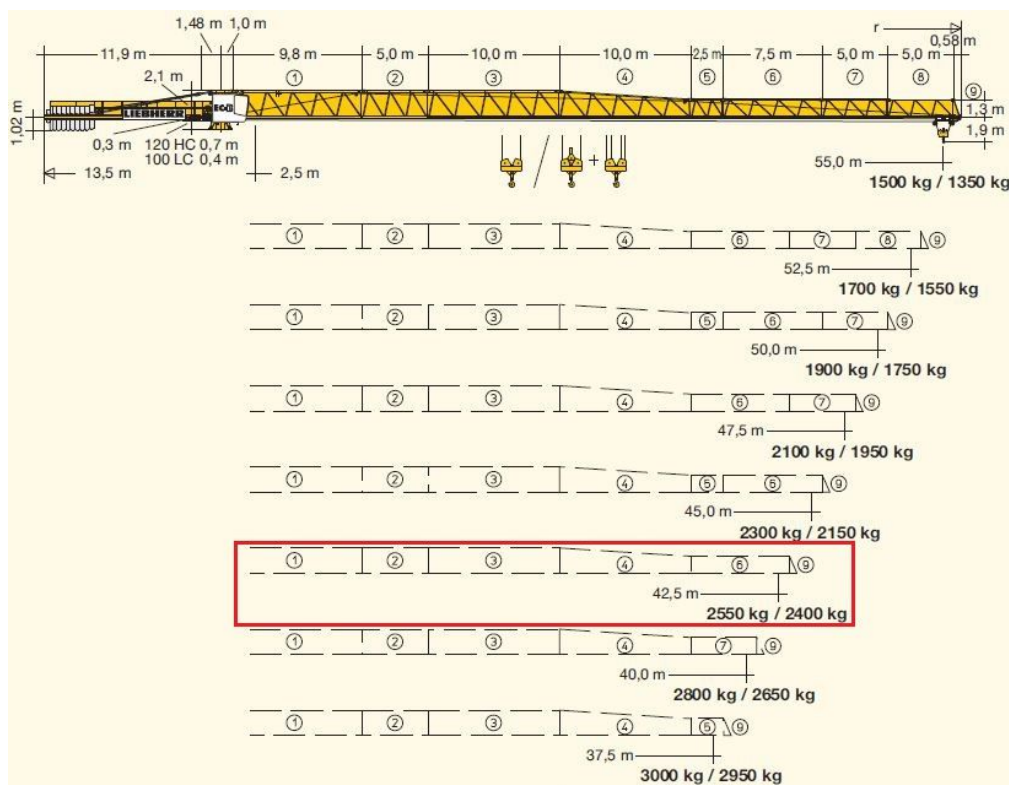 1,48 m 1,0 m
r
0,58 m
11,9 m 9,8 m 5,0 m 10,0 m 10,0 m 2,5 m 7,5 m 5,0 m 5,0 m
① ② ③ ④ ⑤ ⑥ ⑦ ⑧
2,1 m
⑨
LIEBHERR EC-B
1,3 m
1,02 m
0,3 m 120 HC 0,7 m
100 LC 0,4 m
1,9 m
13,5 m 2,5 m
/ +
55,0 m
1500 kg / 1350 kg
① ② ③ ④ ⑥ ⑦ ⑧ ⑨
52,5 m
1700 kg / 1550 kg
① ② ③ ④ ⑤ ⑥ ⑦ ⑨
50,0 m
1900 kg / 1750 kg
① ② ③ ④ ⑥ ⑦ ⑨
47,5 m
2100 kg / 1950 kg
① ② ③ ④ ⑤ ⑥ ⑨
45,0 m
2300 kg / 2150 kg
① ② ③ ④ ⑥ ⑨
42,5 m
2550 kg / 2400 kg
① ② ③ ④ ⑦ ⑨
40,0 m
2800 kg / 2650 kg
① ② ③ ④ ⑤ ⑨
37,5 m
3000 kg / 2950 kg